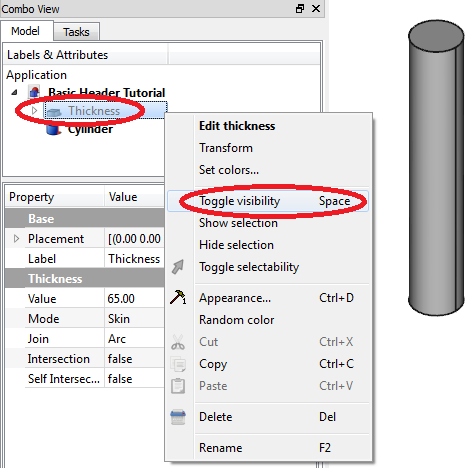 Combo View
Model Tasks
Labels & Attributes
Application
Basic Header Tutorial
Thickness
Cylinder
Edit thickness
Transform
Set colors...
Toggle visibility Space
Show selection
Hide selection
Toggle selectability
Appearance... Ctrl+D
Random color
Cut Ctrl+X
Copy Ctrl+C
Paste Ctrl+V
Delete Del
Rename F2
Property Value
Base
Placement [(0.00 0.00
Label Thickness
Thickness
Value 65.00
Mode Skin
Join Arc
Intersection false
Self Intersec... false